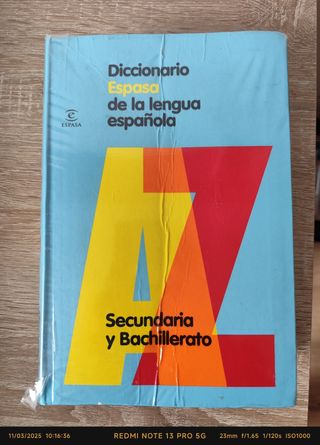 Diccionario
Espasa
de la lengua
española
ESPASA
AZ
Secundaria
y Bachillerato
11/03/2025 10:16:36 REDMI NOTE 13 PRO 5G 23mm f/1.65 1/120s ISO1000